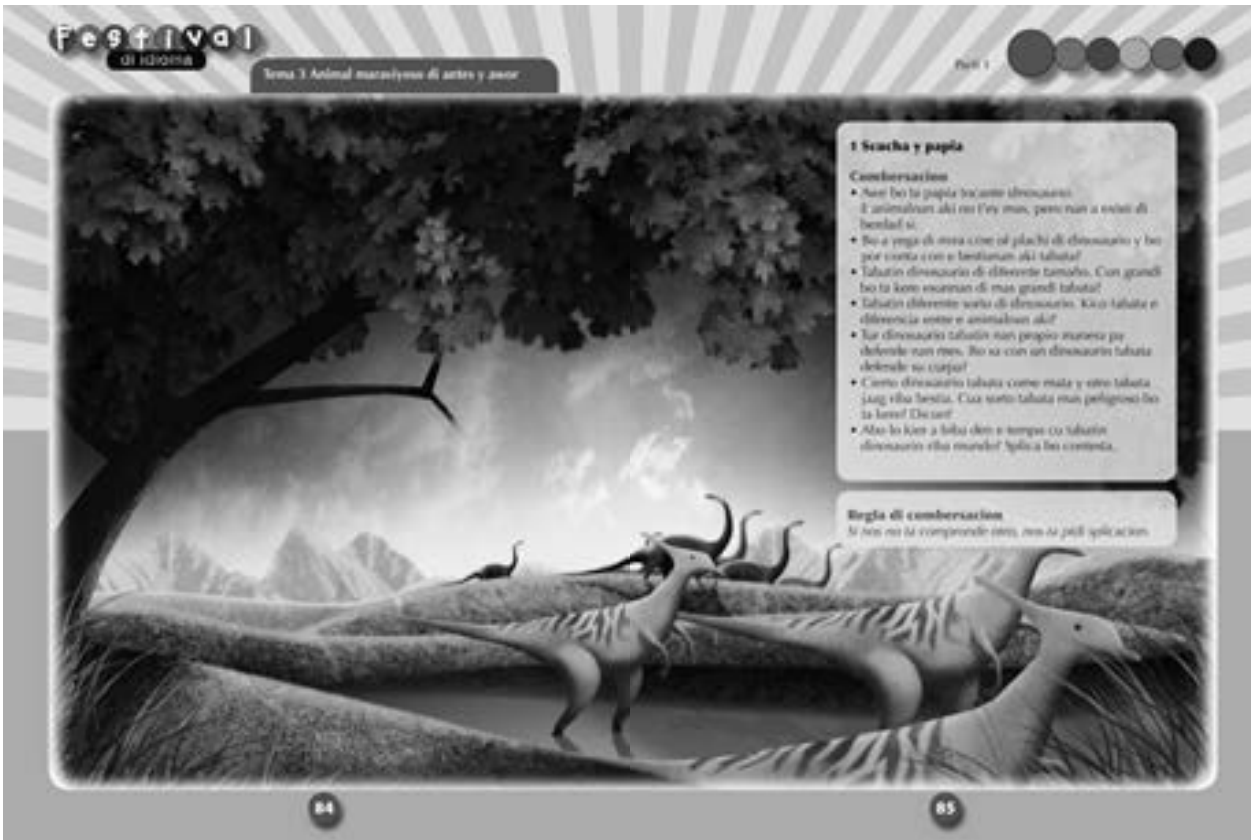 Festival
di idioma
Tema 3 Animal marasiyoso di antes y awor
Parti 1
1 Scucha y papia
Combersacion
• Awe bo ta papia tocante dinosaurio.
E animalnan aki no t'ey mas, pero nan a existi di
berdad si.
• Bo a yega di mira cine of plachi di dinosaurio y bo
por conta con e bestianan aki tabata?
• Tabatin dinosaurio di diferente tamaño. Con grandi
bo ta kere esunnan di mas grandi tabata?
• Tabatin diferente sorto di dinosaurio. Kico tabata e
diferencia entre e animalnan aki?
• Tur dinosaurio tabatin nan propio manera pa
defende nan mes. Bo sa con un dinosaurio tabata
defende su curpa?
• Cierto dinosaurio tabata come mata y otro tabata
jaag riba bestia. Cua sorto tabata mas peligroso bo
ta kere? Dicon?
• Abo lo kier a biba den e tempo cu tabatin
dinosaurio riba mundo? Splica bo contesta.
Regla di combersacion
Si nos no ta compronde otro, nos ta pidi splicacion.
84
85